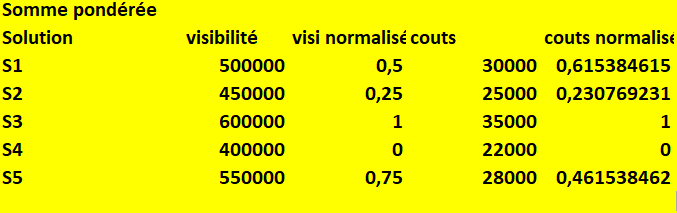 Somme pondérée
Solution visibilité visi normalisé couts couts normalisé
S1 500000 0,5 30000 0,615384615
S2 450000 0,25 25000 0,230769231
S3 600000 1 35000 1
S4 400000 0 22000 0
S5 550000 0,75 28000 0,461538462